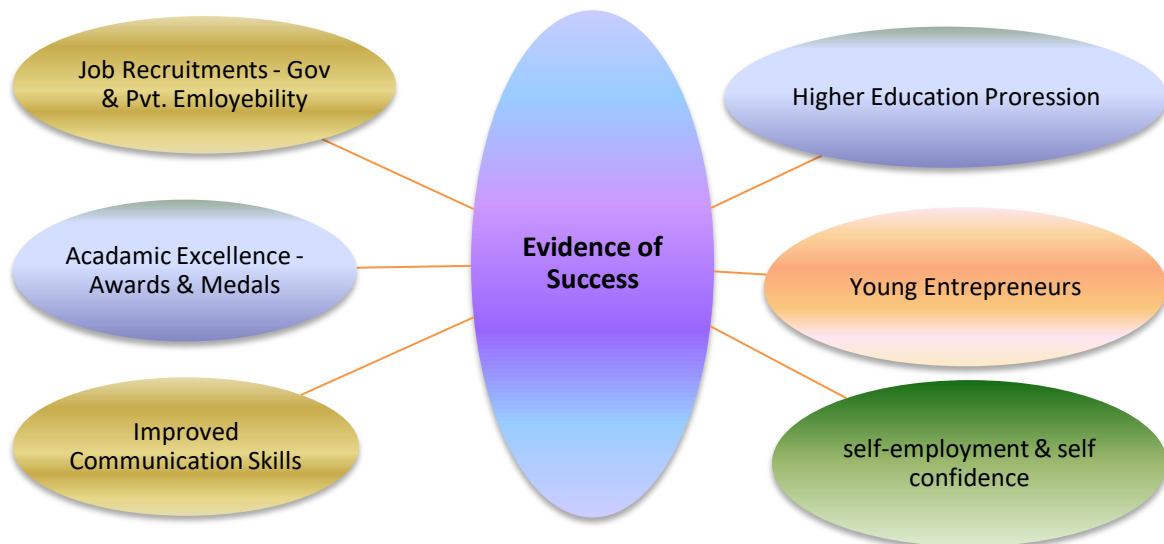 Job Recruitments - Gov
& Pvt. Emloyebility
Acadamic Excellence -
Awards & Medals
Improved
Communication Skills
Evidence of
Success
Higher Education Proression
Young Entrepreneurs
self-employment & self
confidence